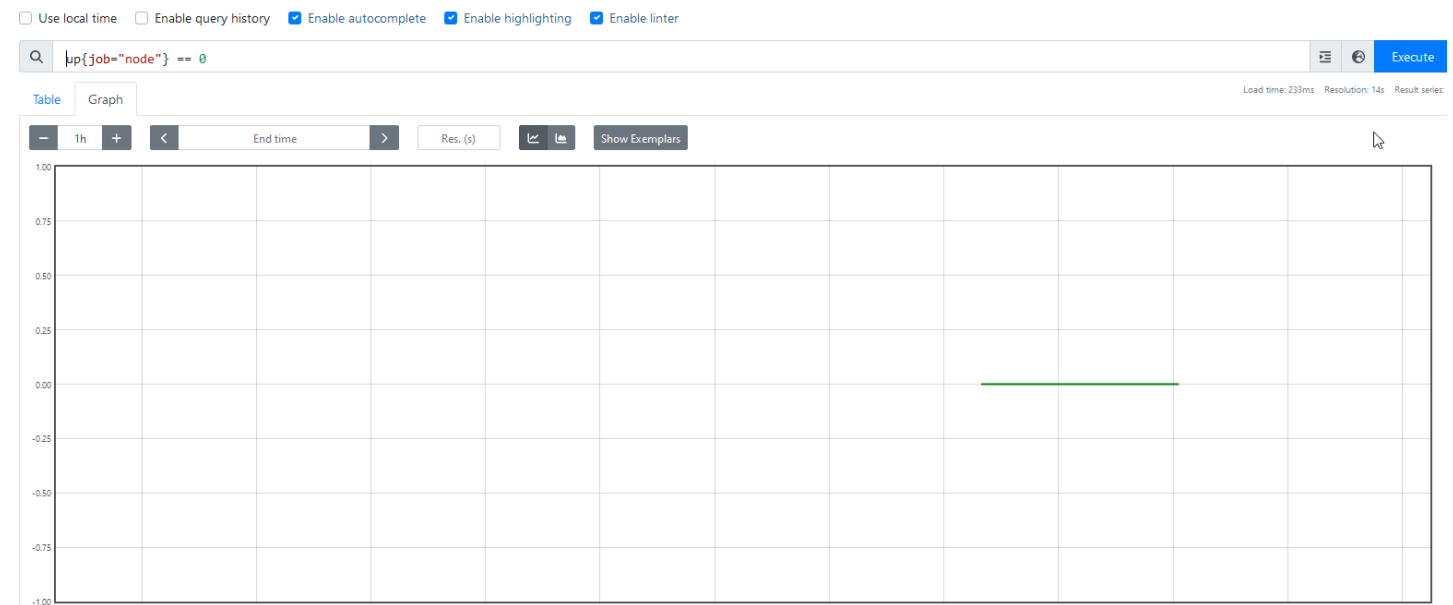 Use local time Enable query history Enable autocomplete Enable highlighting Enable linter
up{job="node"} == 0 Execute
Table Graph Load time: 233ms Resolution: 14s Result series:
− 1h + < End time > Res. (s) Show Exemplars
1.00
0.75
0.50
0.25
0.00
-0.25
-0.50
-0.75
-1.00